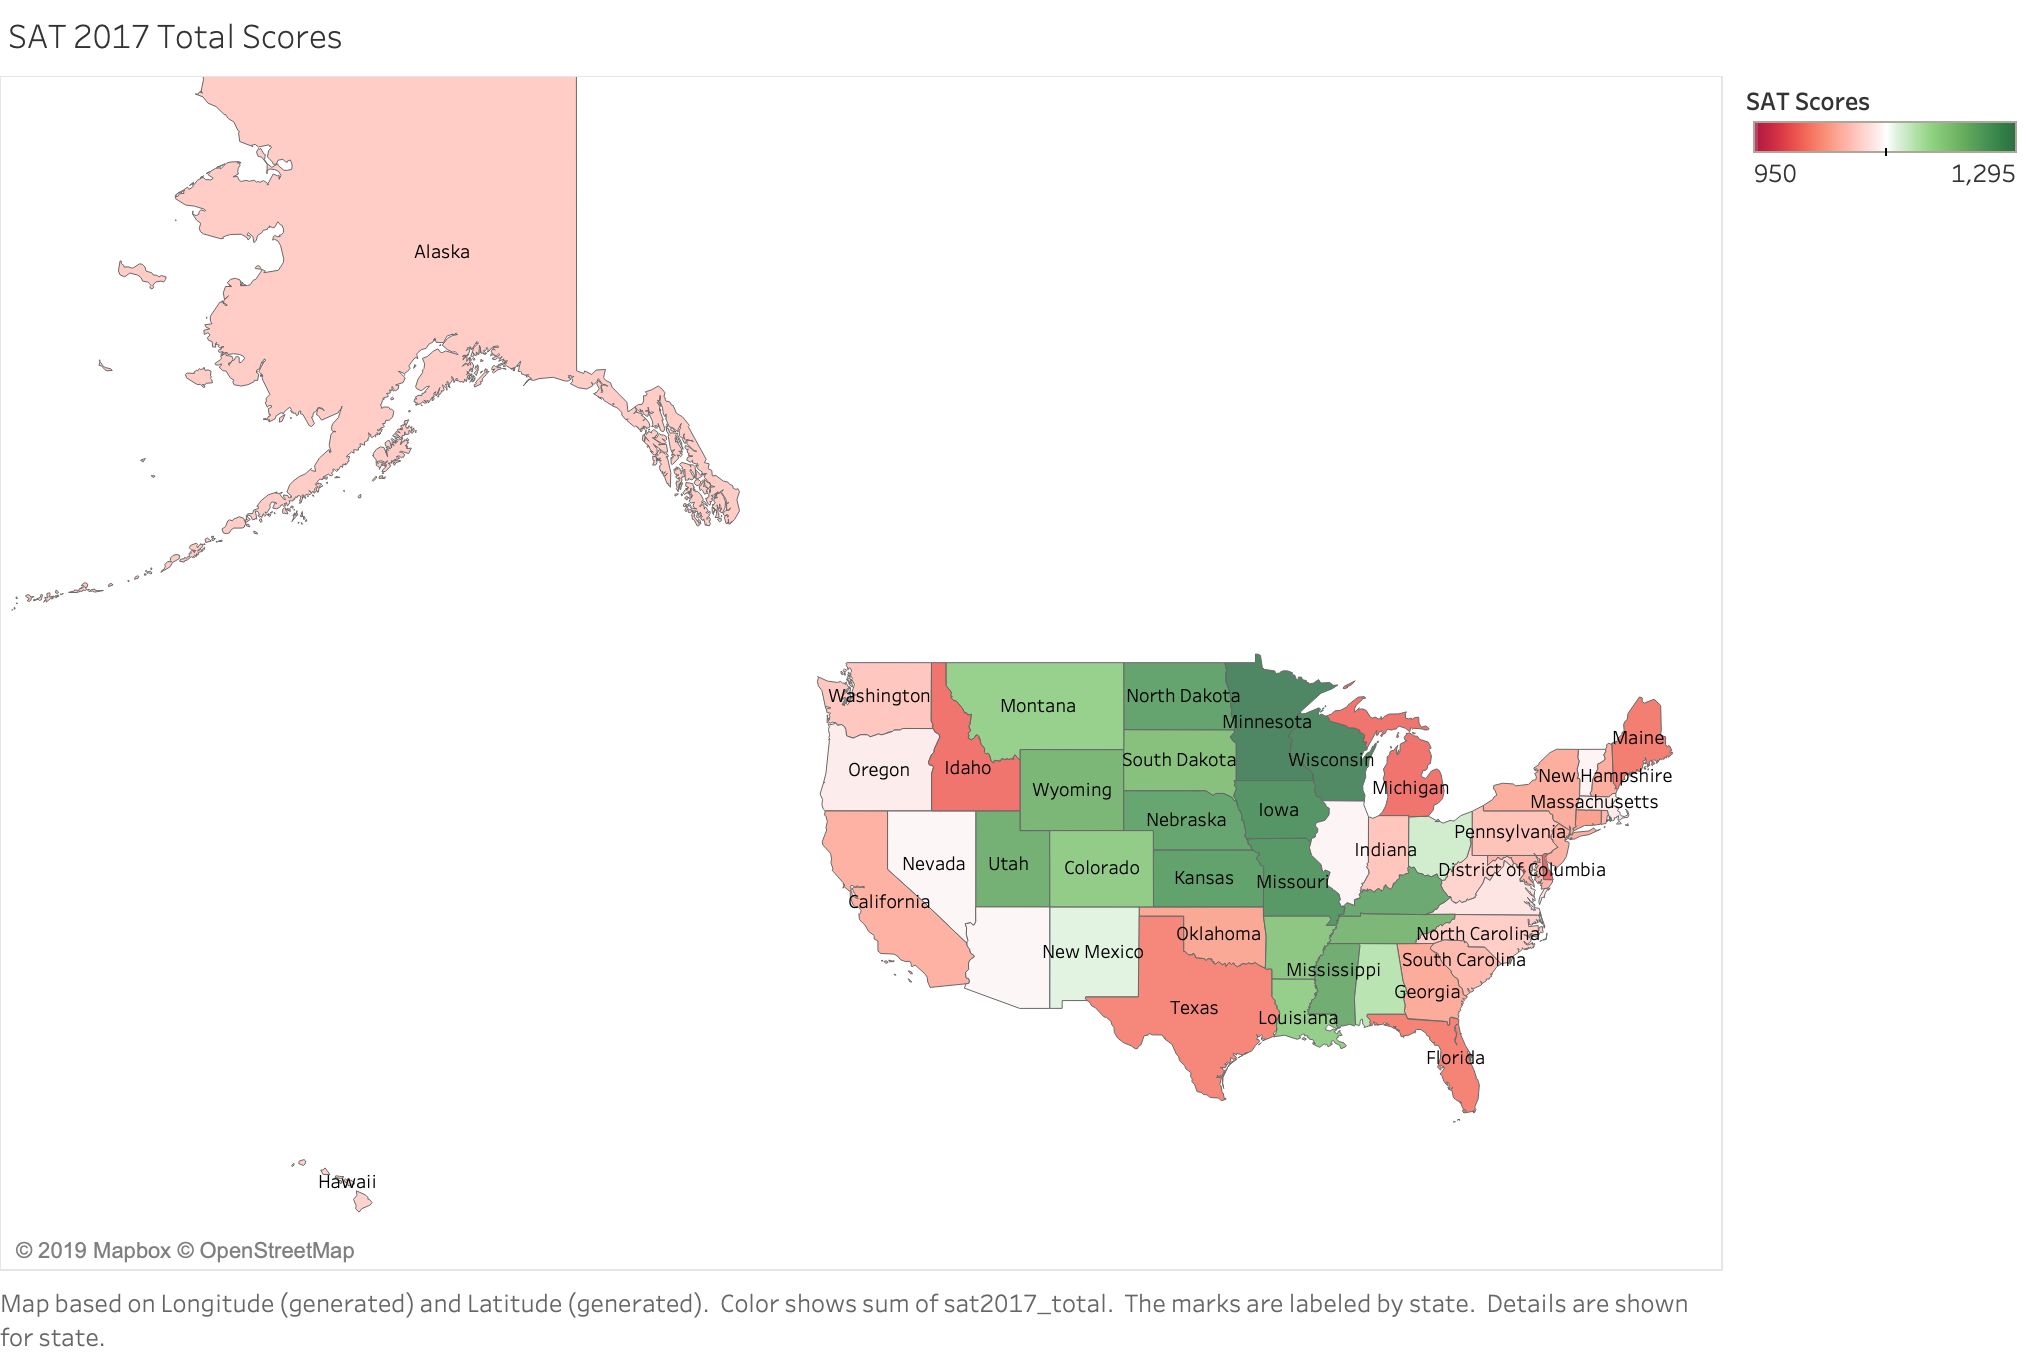 SAT 2017 Total Scores
SAT Scores
950
1,295
Alaska
Washington
Montana
North Dakota
Minnesota
Maine
Oregon
Idaho
South Dakota
Wisconsin
Wyoming
Michigan
New Hampshire
Massachusetts
Nebraska
Iowa
Pennsylvania
Nevada
Utah
Colorado
Kansas
Missouri
Indiana
District of Columbia
California
New Mexico
Oklahoma
North Carolina
Mississippi
South Carolina
Georgia
Texas
Louisiana
Florida
Hawaii
© 2019 Mapbox © OpenStreetMap
Map based on Longitude (generated) and Latitude (generated). Color shows sum of sat2017_total. The marks are labeled by state. Details are shown
for state.